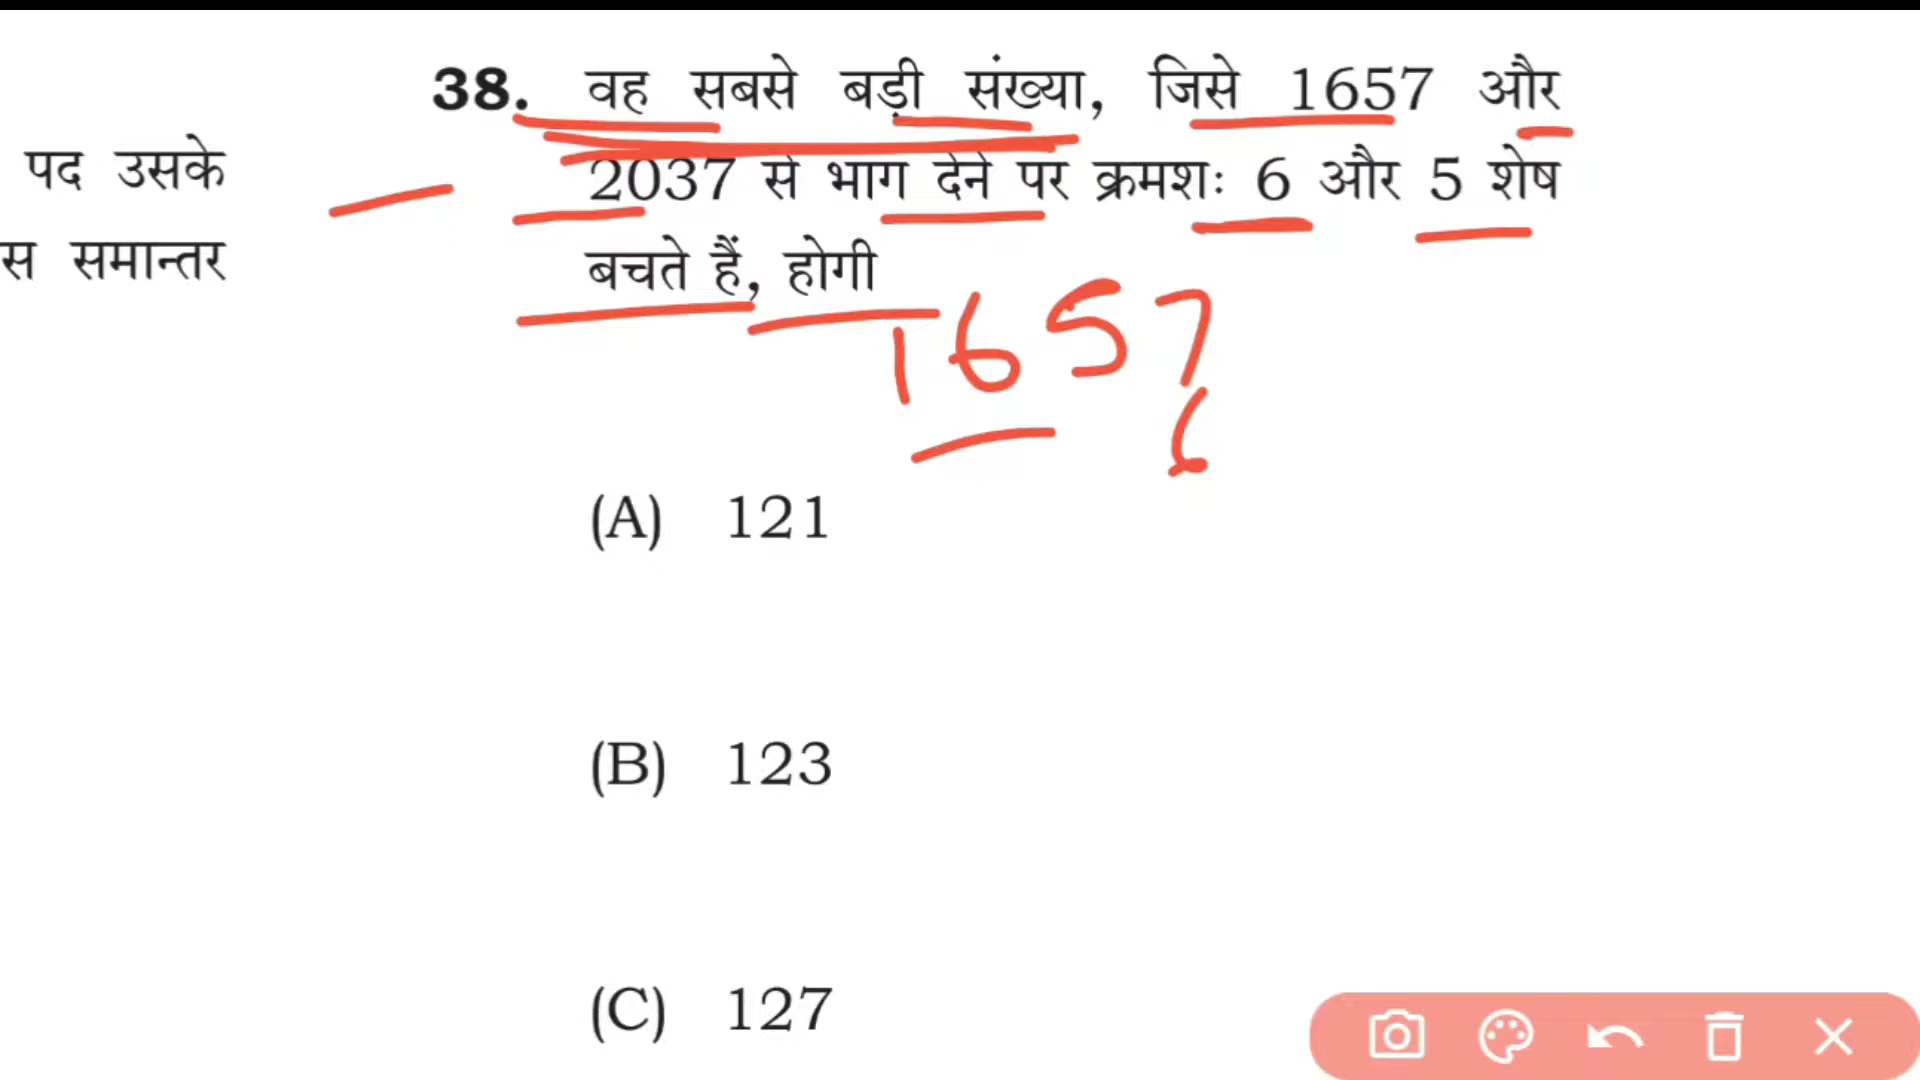 पद उसके
स समान्तर
38. वह सबसे बड़ी संख्या, जिसे 1657 और
2037 से भाग देने पर क्रमशः 6 और 5 शेष
बचते हैं, होगी
1657
6
(A) 121
(B) 123
(C) 127